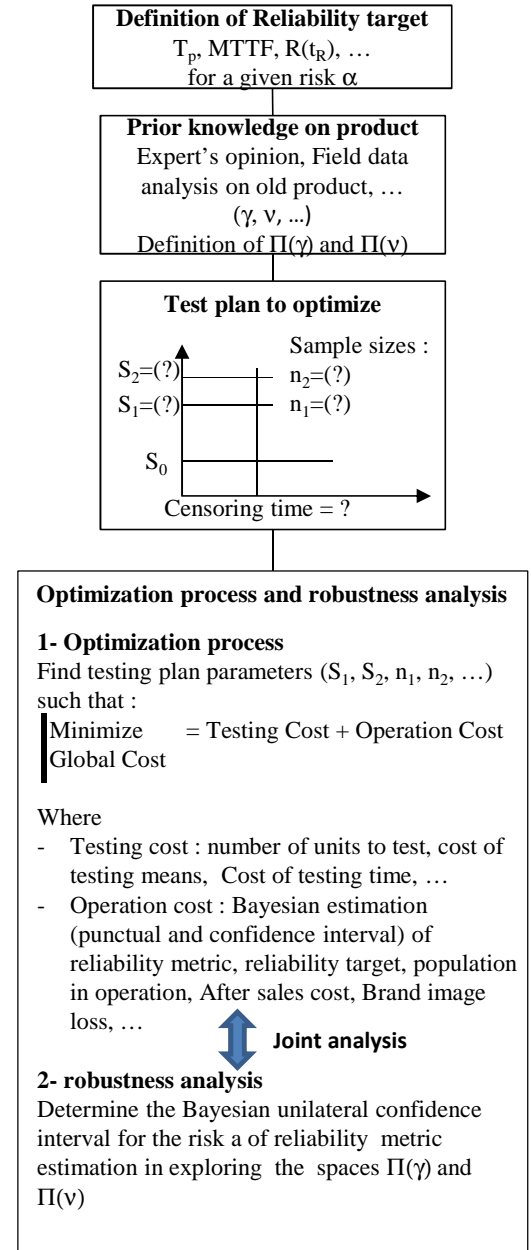 Definition of Reliability target
Tp, MTTF, R(tR), …
for a given risk α
Prior knowledge on product
Expert's opinion, Field data
analysis on old product, …
(γ, ν, ...)
Definition of Π(γ) and Π(ν)
Test plan to optimize
Sample sizes :
S2=(?) n2=(?)
S1=(?) n1=(?)
S0
Censoring time = ?
Optimization process and robustness analysis
1- Optimization process
Find testing plan parameters (S1, S2, n1, n2, …)
such that :
Minimize = Testing Cost + Operation Cost
Global Cost
Where
- Testing cost : number of units to test, cost of
testing means, Cost of testing time, …
- Operation cost : Bayesian estimation
(punctual and confidence interval) of
reliability metric, reliability target, population
in operation, After sales cost, Brand image
loss, …
Joint analysis
2- robustness analysis
Determine the Bayesian unilateral confidence
interval for the risk a of reliability metric
estimation in exploring the spaces Π(γ) and
Π(ν)